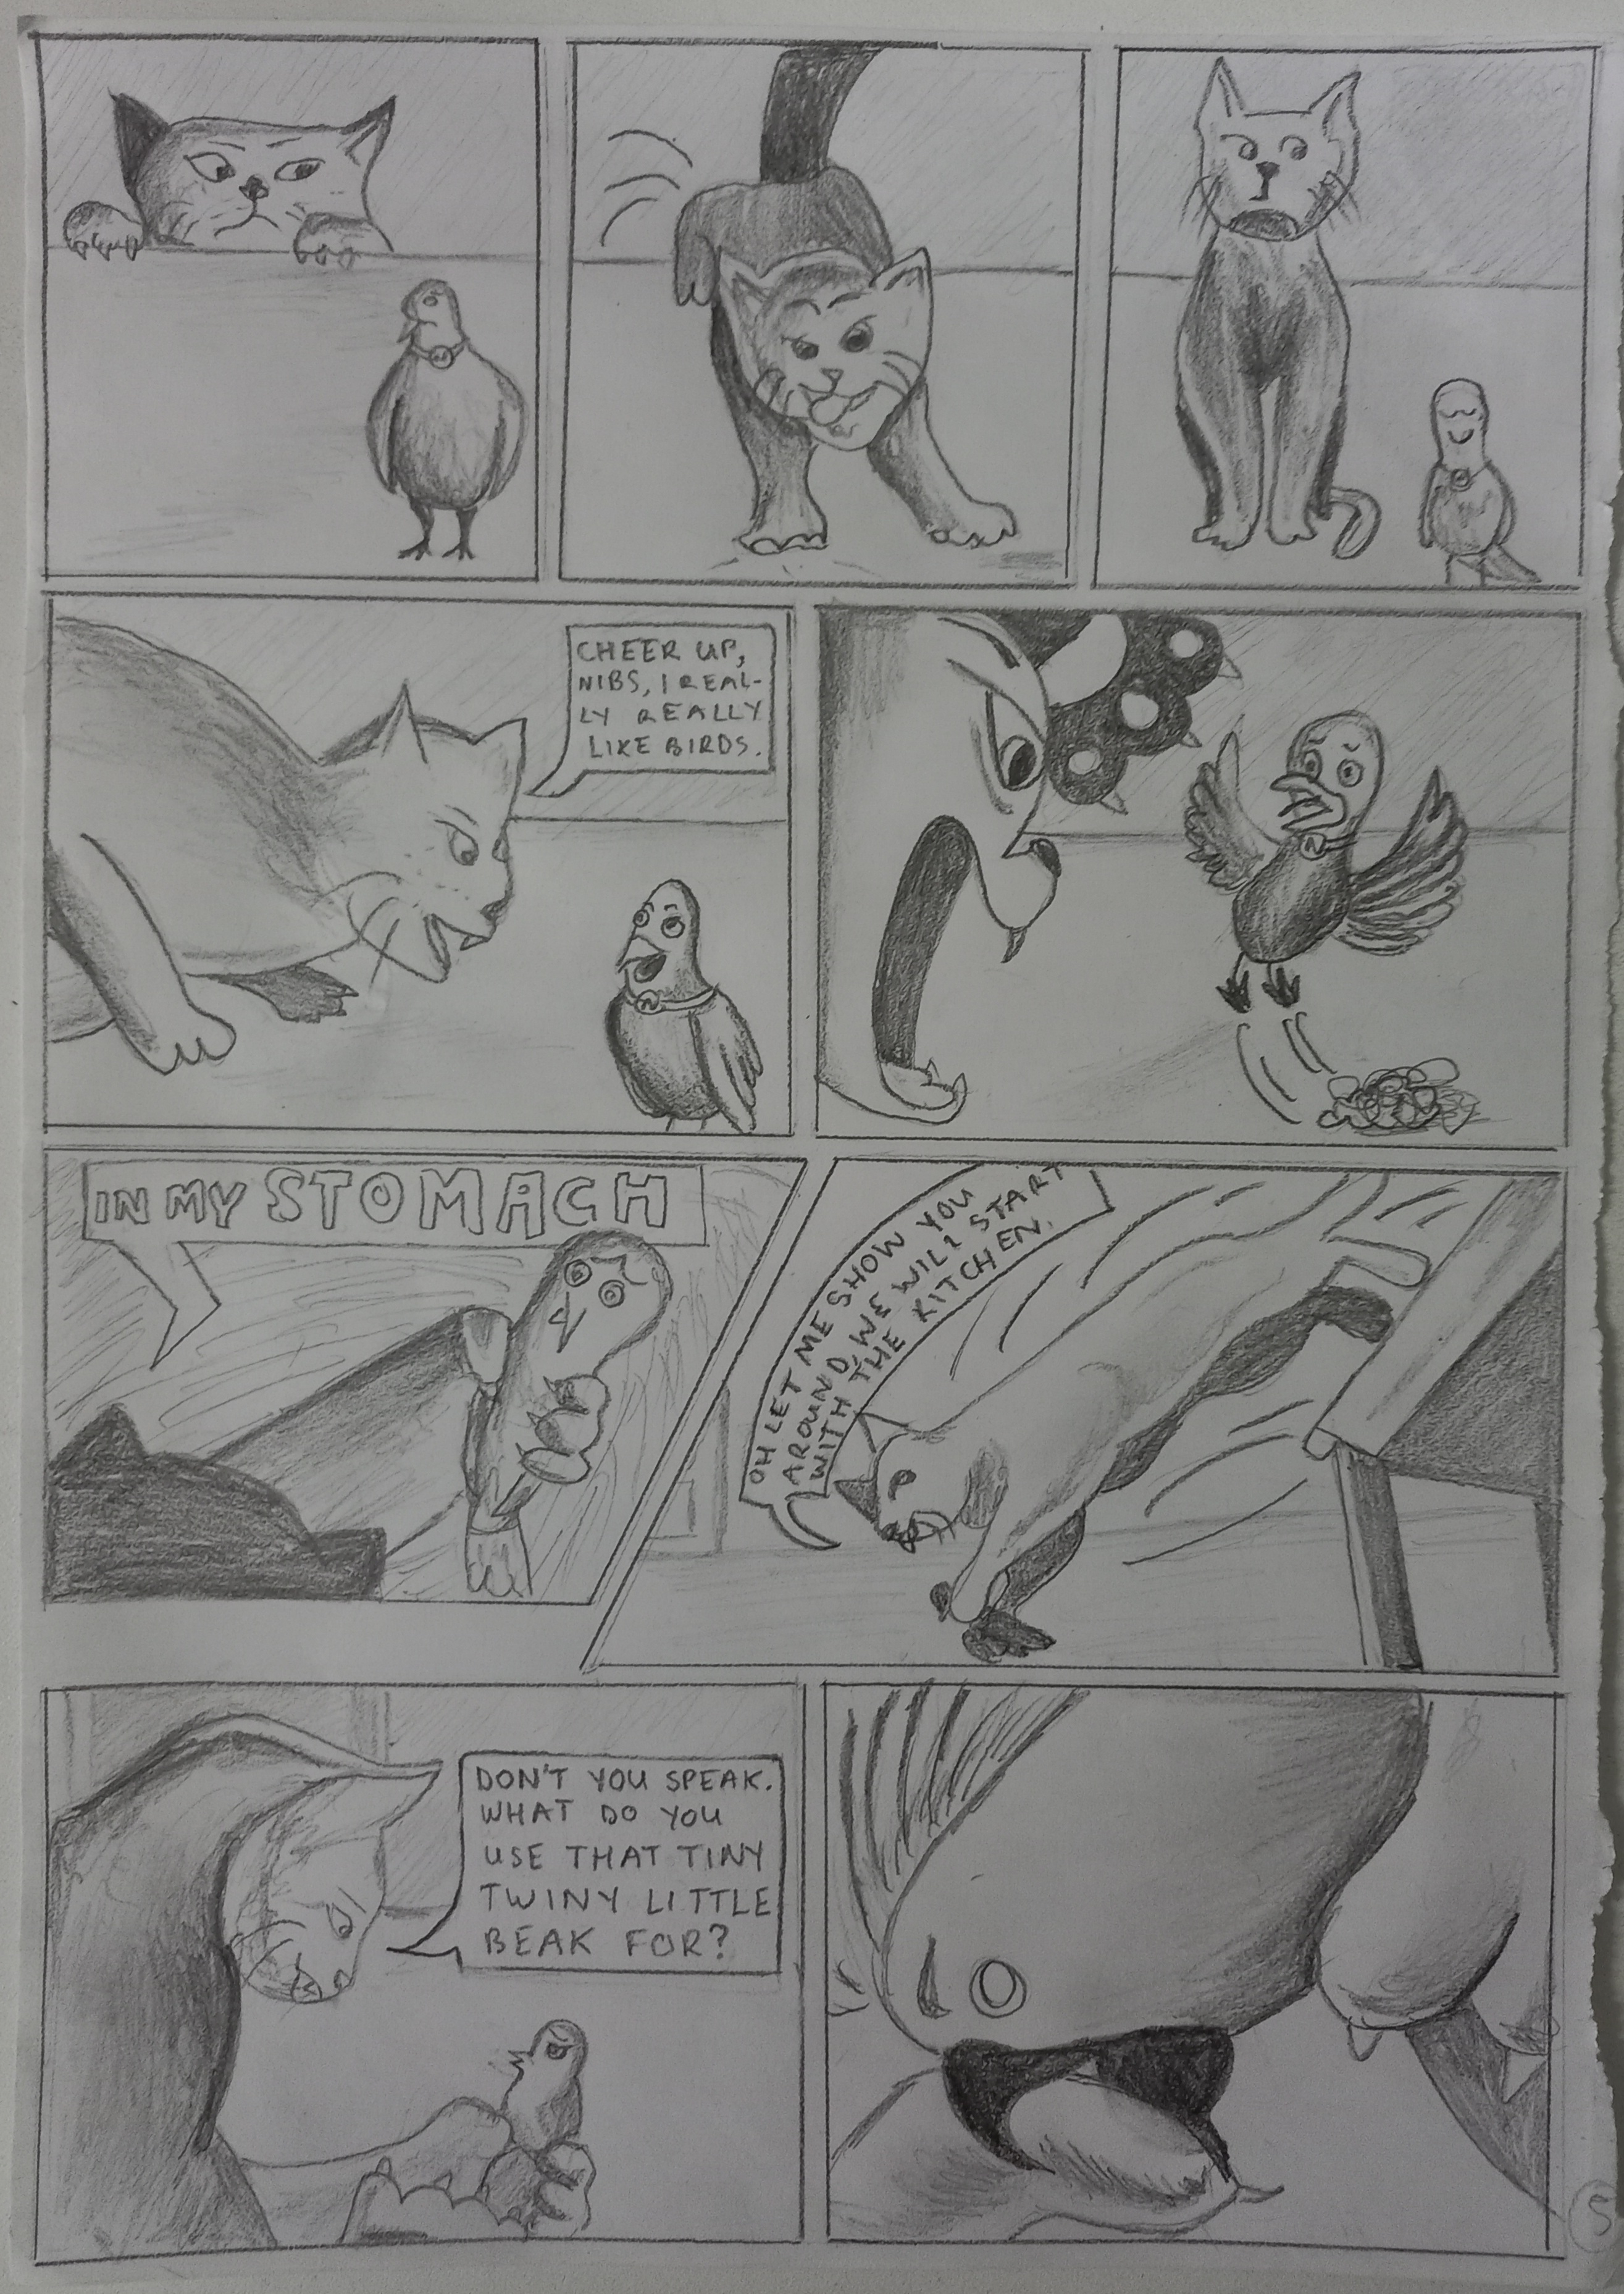 CHEER UP,
NIBS, I REAL-
LY REALLY
LIKE BIRDS.
IN MY STOMACH
OH LET ME SHOW YOU
AROUND, WE WILL START
WITH THE KITCHEN.
DON'T YOU SPEAK.
WHAT DO YOU
USE THAT TINY
TWINY LITTLE
BEAK FOR?
5